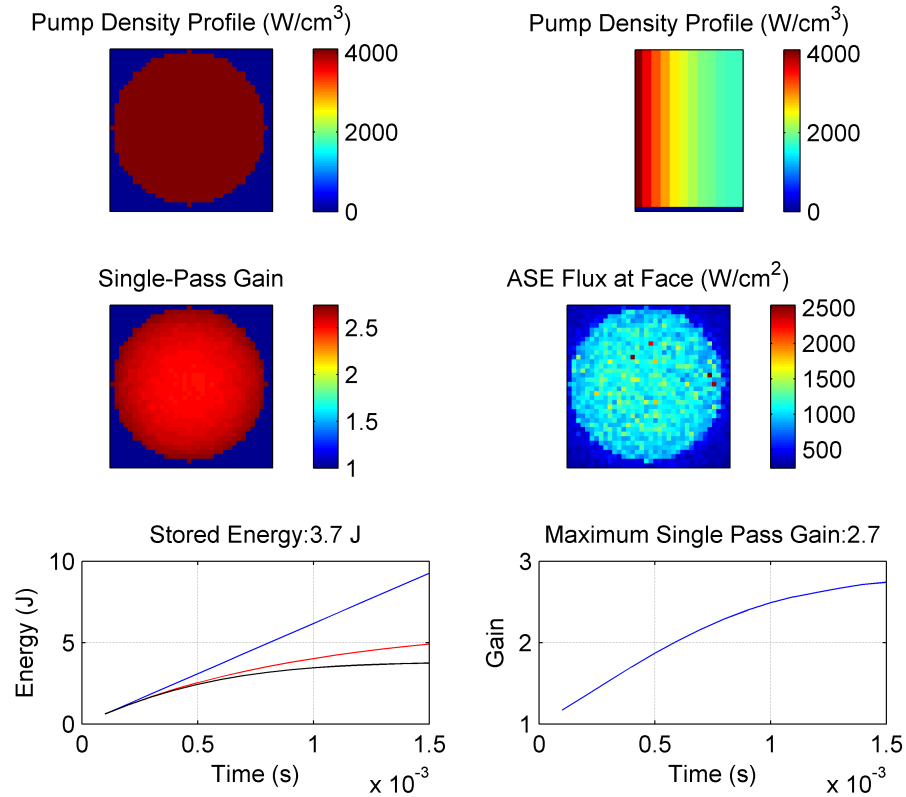 Pump Density Profile (W/cm³)
4000
2000
0
Pump Density Profile (W/cm³)
4000
2000
0
Single-Pass Gain
2.5
2
1.5
1
ASE Flux at Face (W/cm²)
2500
2000
1500
1000
500
Stored Energy:3.7 J
10
5
0
Energy (J)
0
0.5
1
1.5
Time (s)
x 10⁻³
Maximum Single Pass Gain:2.7
3
2
1
Gain
0
0.5
1
1.5
Time (s)
x 10⁻³